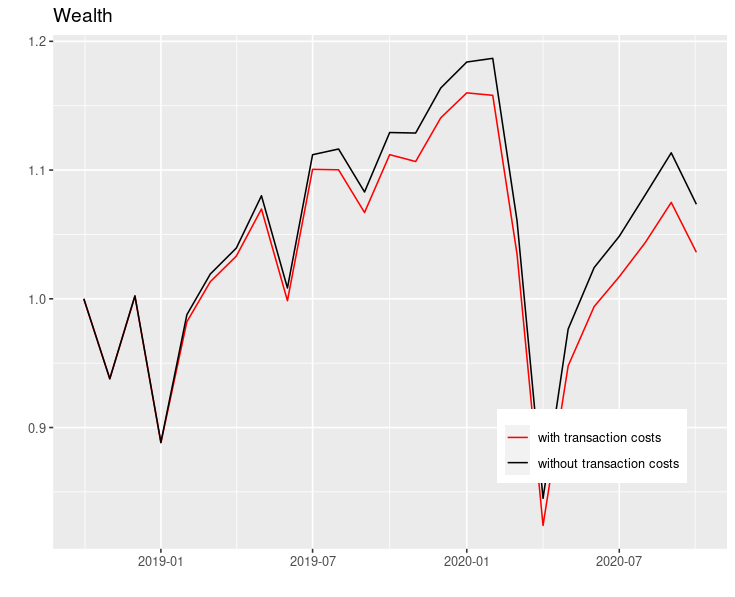 Wealth
1.2
1.1
1.0
0.9
with transaction costs
without transaction costs
2019-01 2019-07 2020-01 2020-07